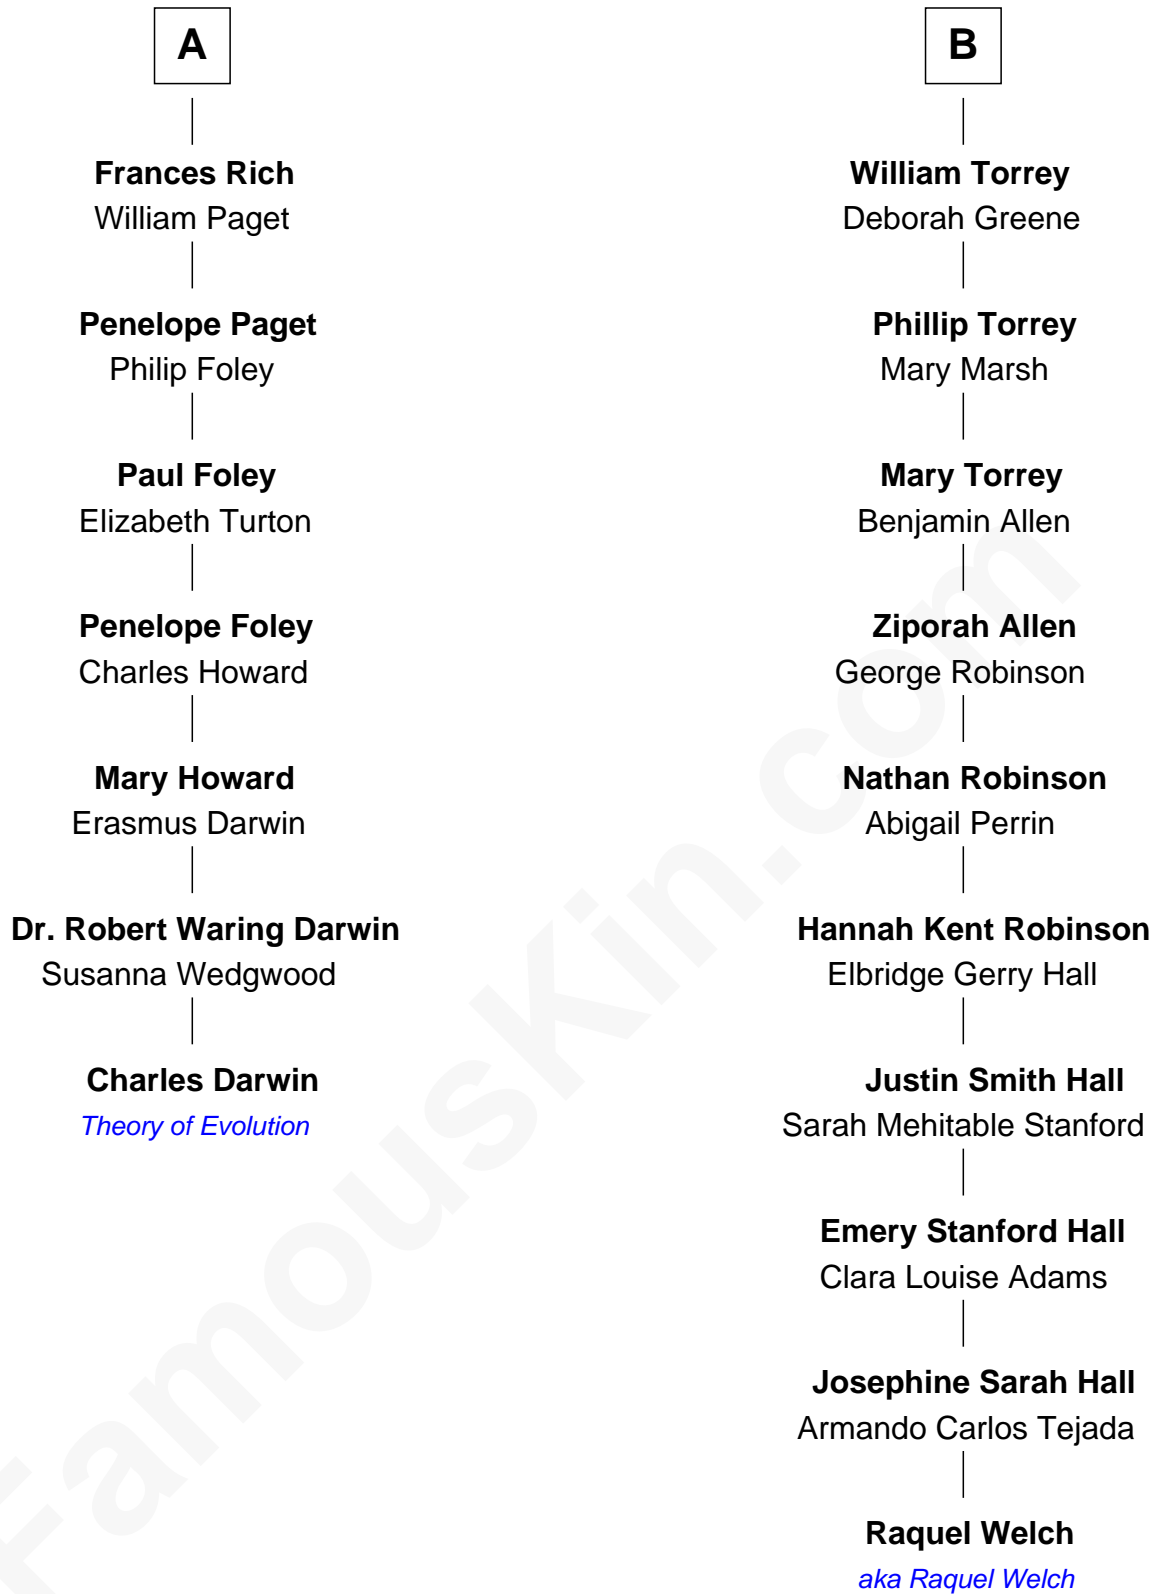 A
Frances Rich
William Paget
Penelope Paget
Philip Foley
Paul Foley
Elizabeth Turton
Penelope Foley
Charles Howard
Mary Howard
Erasmus Darwin
Dr. Robert Waring Darwin
Susanna Wedgwood
Charles Darwin
Theory of Evolution
B
William Torrey
Deborah Greene
Phillip Torrey
Mary Marsh
Mary Torrey
Benjamin Allen
Ziporah Allen
George Robinson
Nathan Robinson
Abigail Perrin
Hannah Kent Robinson
Elbridge Gerry Hall
Justin Smith Hall
Sarah Mehitable Stanford
Emery Stanford Hall
Clara Louise Adams
Josephine Sarah Hall
Armando Carlos Tejada
Raquel Welch
aka Raquel Welch
FamousKin.com